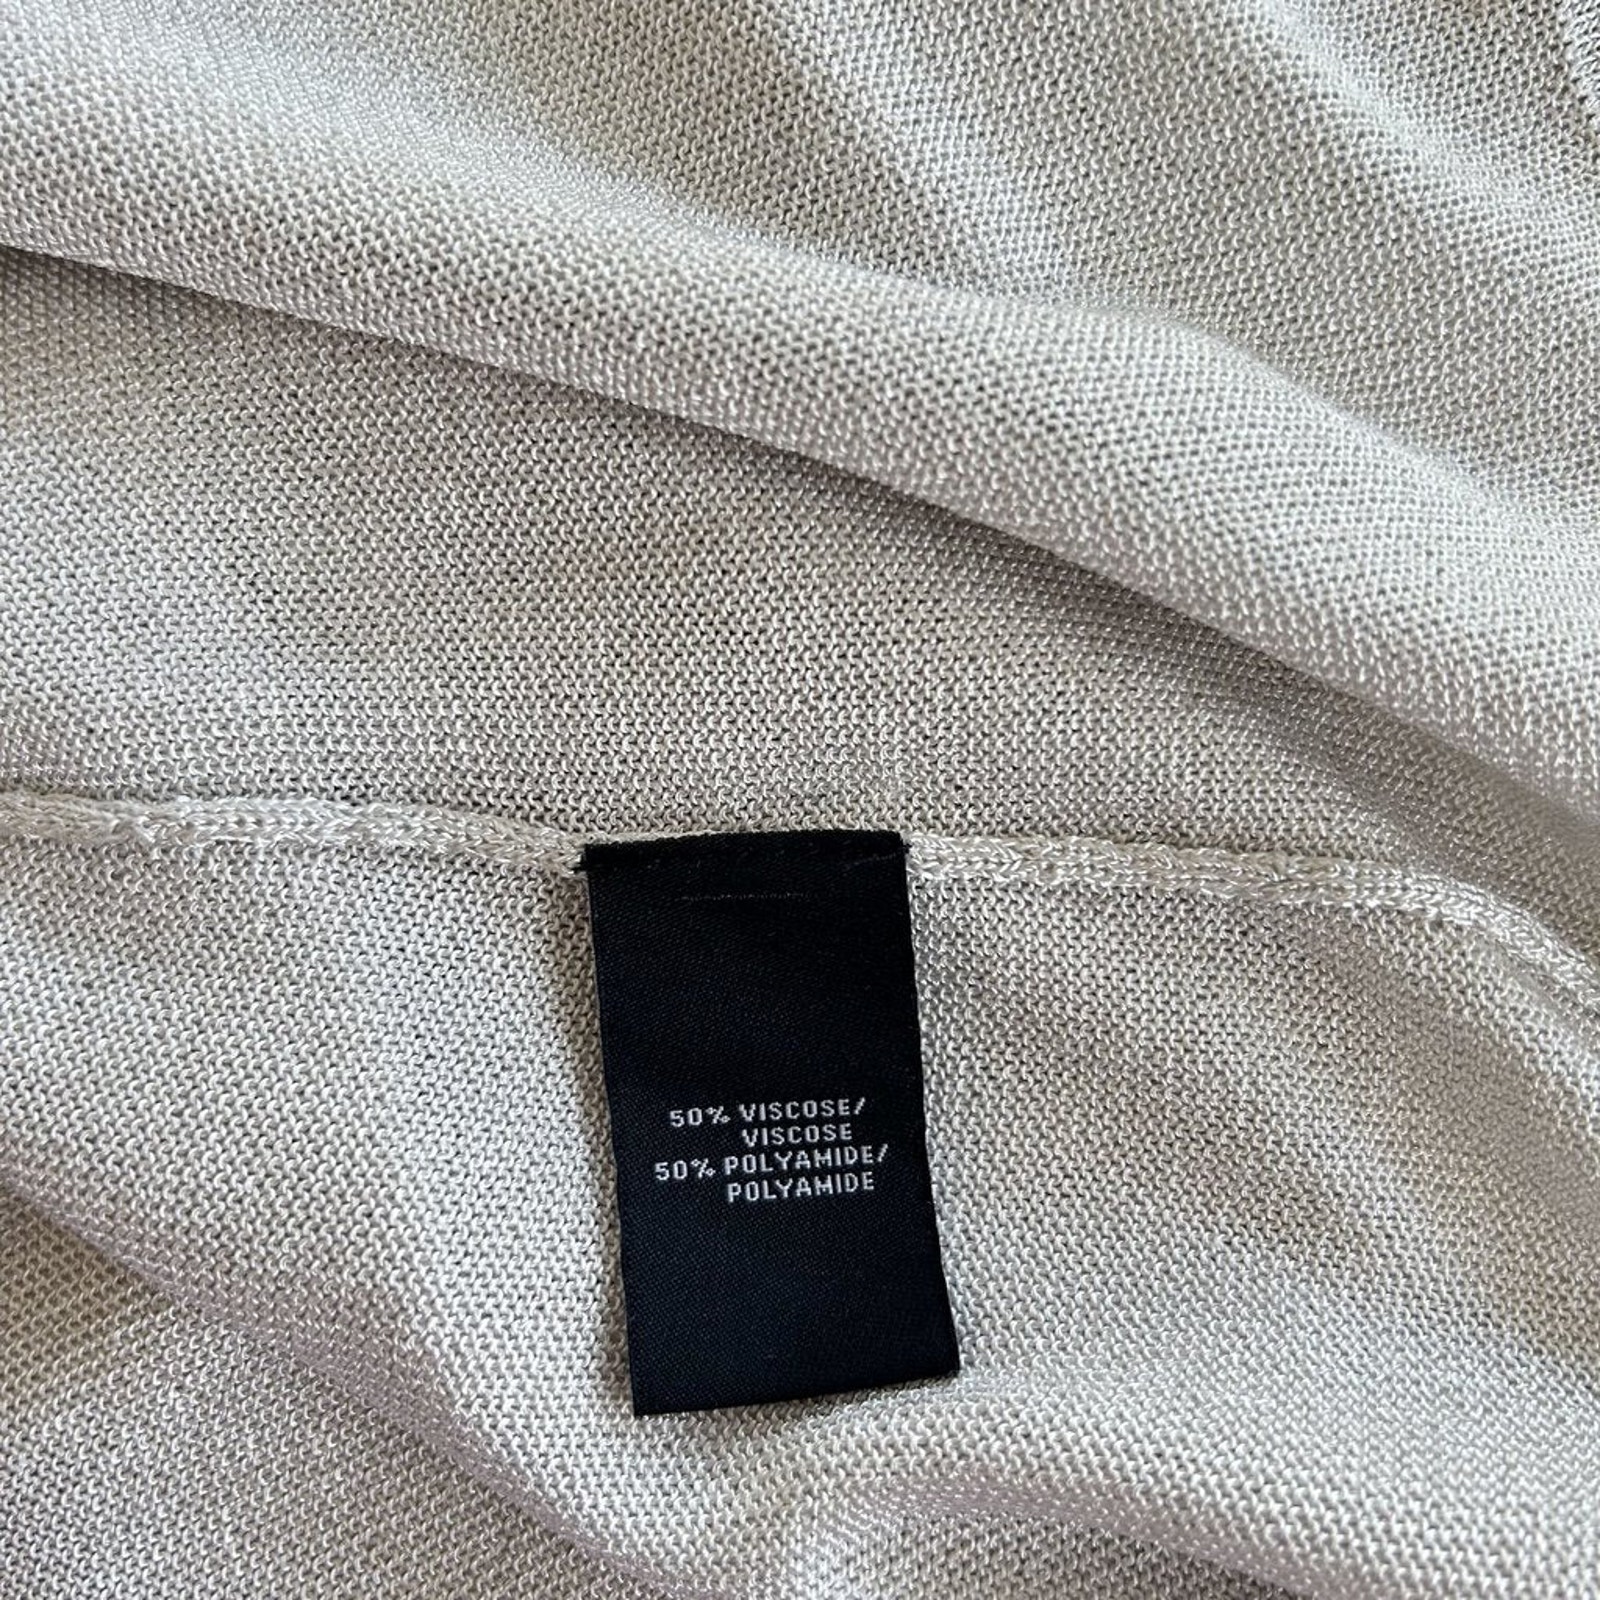 50% VISCOSE/
VISCOSE
50% POLYAMIDE/
POLYAMIDE